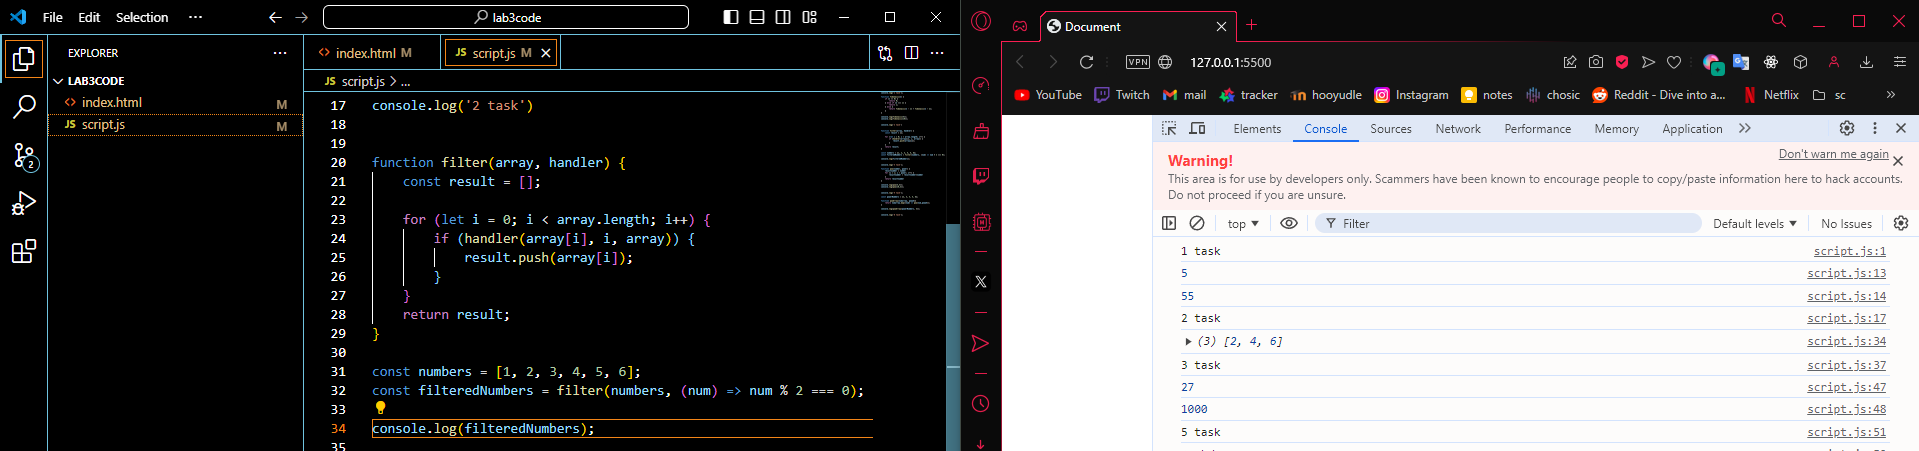 File Edit Selection ··· lab3code
EXPLORER ···
LAB3CODE
index.html M
script.js M
2
index.html M
script.js M
script.js > ...
17 console.log('2 task')
18
19
20 function filter(array, handler) {
21 const result = [];
22
23 for (let i = 0; i < array.length; i++) {
24 if (handler(array[i], i, array)) {
25 result.push(array[i]);
26 }
27 }
28 return result;
29 }
30
31 const numbers = [1, 2, 3, 4, 5, 6];
32 const filteredNumbers = filter(numbers, (num) => num % 2 === 0);
33
34 console.log(filteredNumbers);
35
Document
VPN 127.0.0.1:5500
YouTube Twitch mail tracker hooyudle Instagram notes chosic Reddit - Dive into a... Netflix sc »
Elements Console Sources Network Performance Memory Application »
Warning! Don't warn me again
This area is for use by developers only. Scammers have been known to encourage people to copy/paste information here to hack accounts.
Do not proceed if you are unsure.
top Filter Default levels No Issues
1 task script.js:1
5 script.js:13
55 script.js:14
2 task script.js:17
(3) [2, 4, 6] script.js:34
3 task script.js:37
27 script.js:47
1000 script.js:48
5 task script.js:51